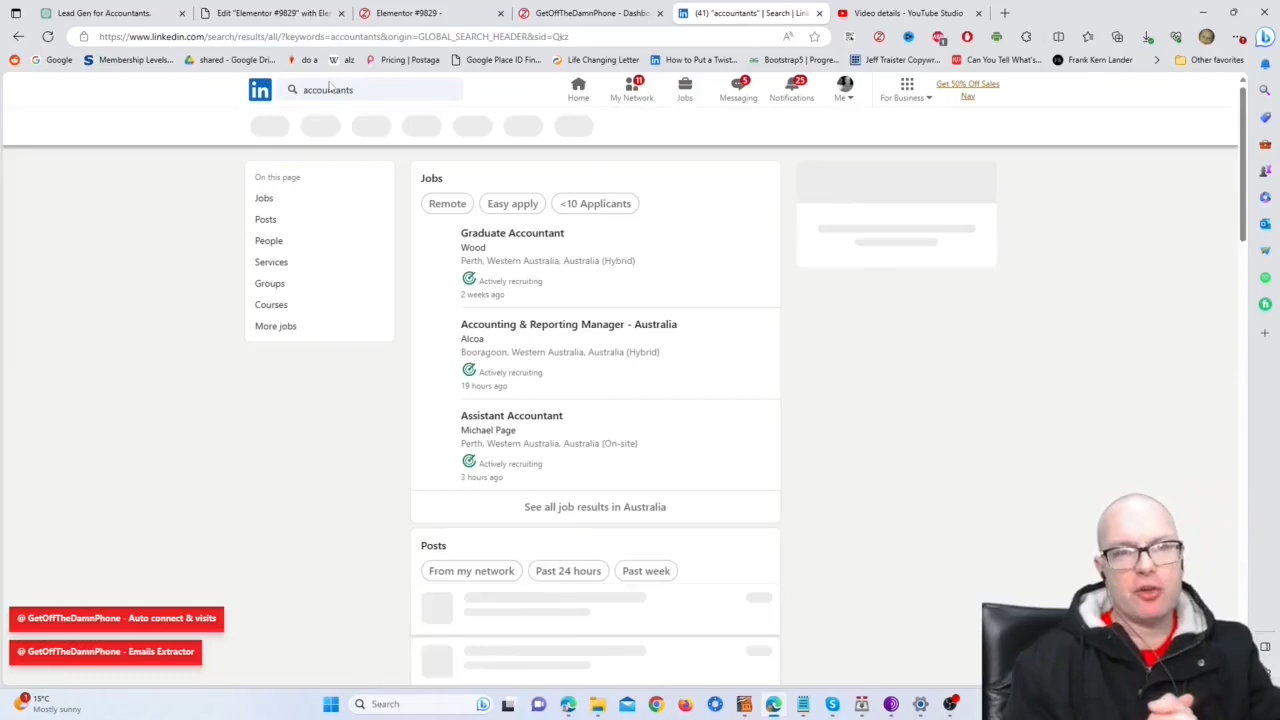 Lead Gen for Accountants.
Edit "Elementor #9829" with Ele
Elementor #9829 -
GetOffTheDamnPhone - Dashbo
(41) "accountants" | Search | Lin
Video details - YouTube Studio
https://www.linkedin.com/search/results/all/?keywords=accountants&origin=GLOBAL_SEARCH_HEADER&sid=Qkz
Google
Membership Levels...
shared - Google Dri...
do a
alz
Pricing | Postaga
Google Place ID Fin...
How to Put a Twist...
Bootstrap5 | Progre...
Jeff Traister Copywr...
Can You Tell What's...
Frank Kern Lander
Other favorities
in
accountants
Home
11
My Network
Jobs
5
Messaging
25
Notifications
Me
For Business
Get 50% Off Sales
Nav
On this page
Jobs
Posts
People
Services
Groups
Courses
More jobs
Jobs
Remote
Easy apply
<10 Applicants
Graduate Accountant
Wood
Perth, Western Australia, Australia (Hybrid)
Actively recruiting
2 weeks ago
Accounting & Reporting Manager - Australia
Alcoa
Booragoon, Western Australia, Australia (Hybrid)
Actively recruiting
19 hours ago
Assistant Accountant
Michael Page
Perth, Western Australia, Australia (On-site)
Actively recruiting
3 hours ago
See all job results in Australia
Posts
From my network
Past 24 hours
Past week
@ GetOffTheDamnPhone - Auto connect & visits
@ GetOffTheDamnPhone - Emails Extractor
1
15°C
Mostly sunny
Search